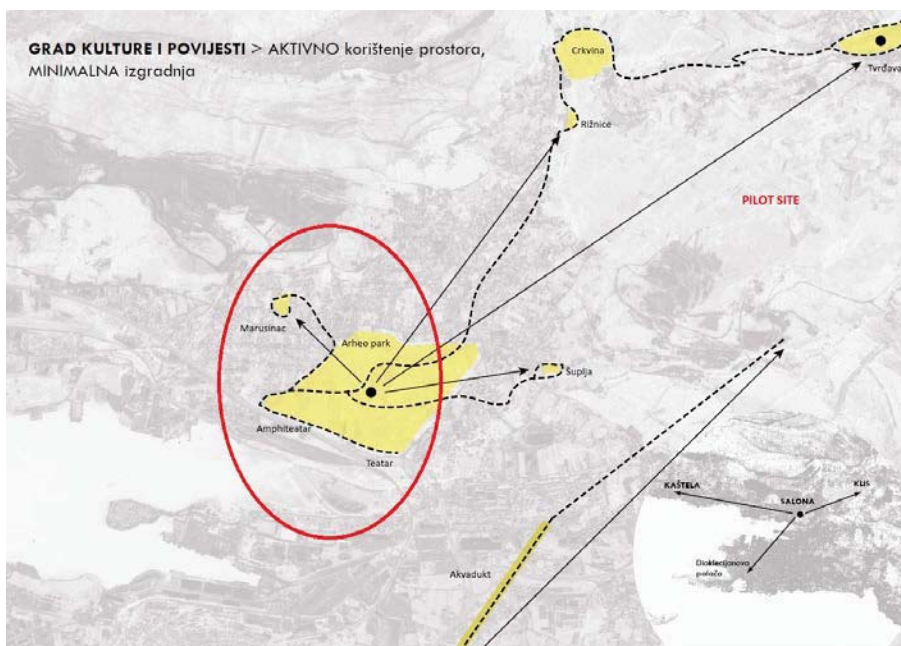 GRAD KULTURE I POVIJESTI > AKTIVNO korištenje prostora,
MINIMALNA izgradnja
Crkvina
Tvrđava
Rižnice
PILOT SITE
Marusinac
Arheo park
Šuplja
Amphiteatar
Teatar
KAŠTELA
SALONA
KLIS
Dioklecijanova
palača
Akvadukt